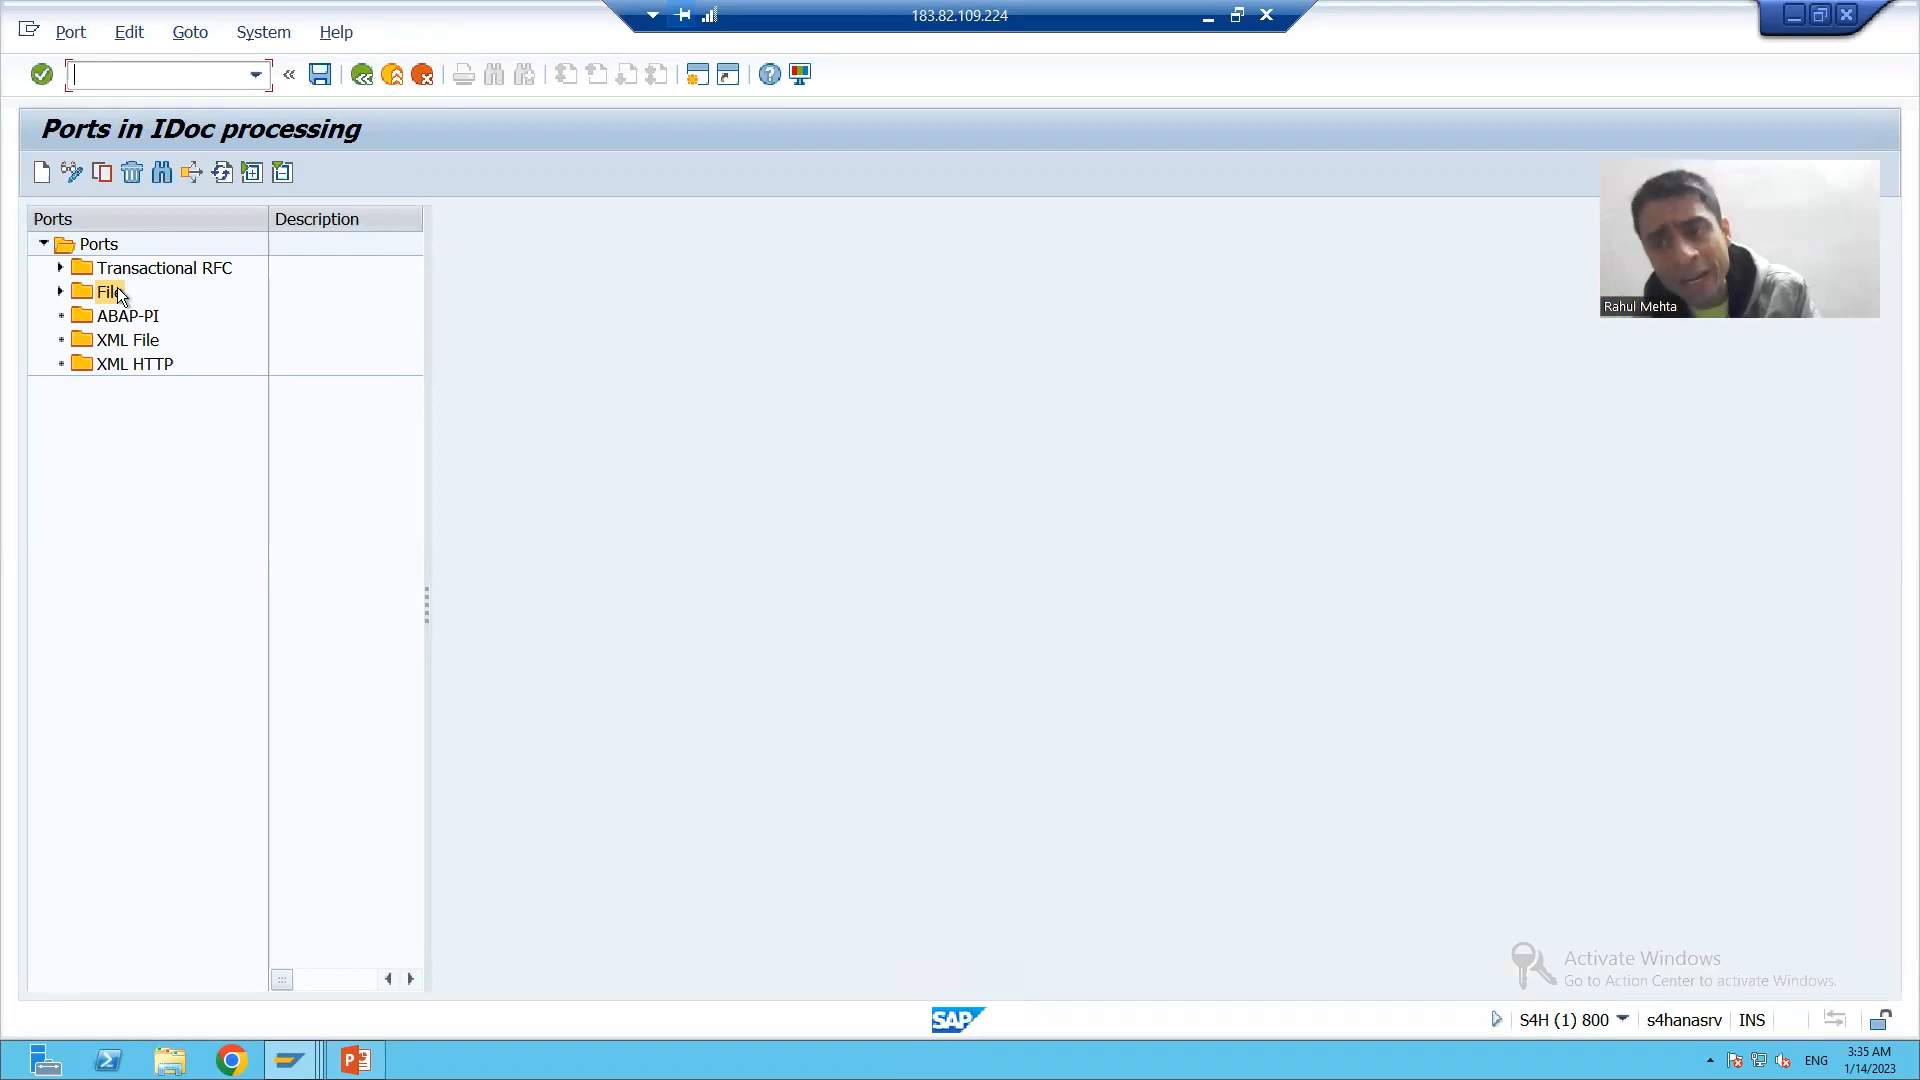 183.82.109.224
Port Edit Goto System Help
Ports in IDoc processing
Ports Description
Ports
Transactional RFC
File
ABAP-PI
XML File
XML HTTP
Rahul Mehta
Activate Windows
Go to Action Center to activate Windows.
SAP
S4H (1) 800 s4hanasrv INS
ENG
3:35 AM
1/14/2023